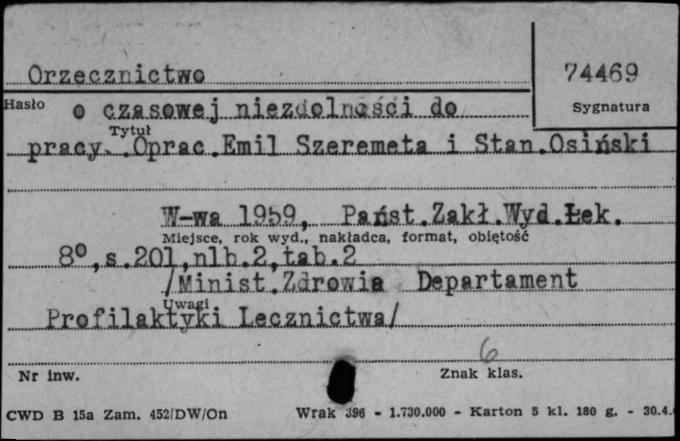 Orzecznictwo
74469
Hasło
Sygnatura
o czasowej niezdolności do
Tytuł
pracy. Oprac.Emil Szeremeta i Stan.Osiński
W-wa 1959, Państ.Zakł.Wyd.Łek.
Miejsce, rok wyd., nakładca, format, objętość
8°,s.201,nlb.2,tab.2
/Minist.Zdrowia Departament
Uwagi
Profilaktyki Lecznictwa/
6
Nr inw.
Znak klas.
CWD B 15a Zam. 452/DW/On
Wrak 396 - 1.730.000 - Karton 5 kl. 180 g. - 30.4.